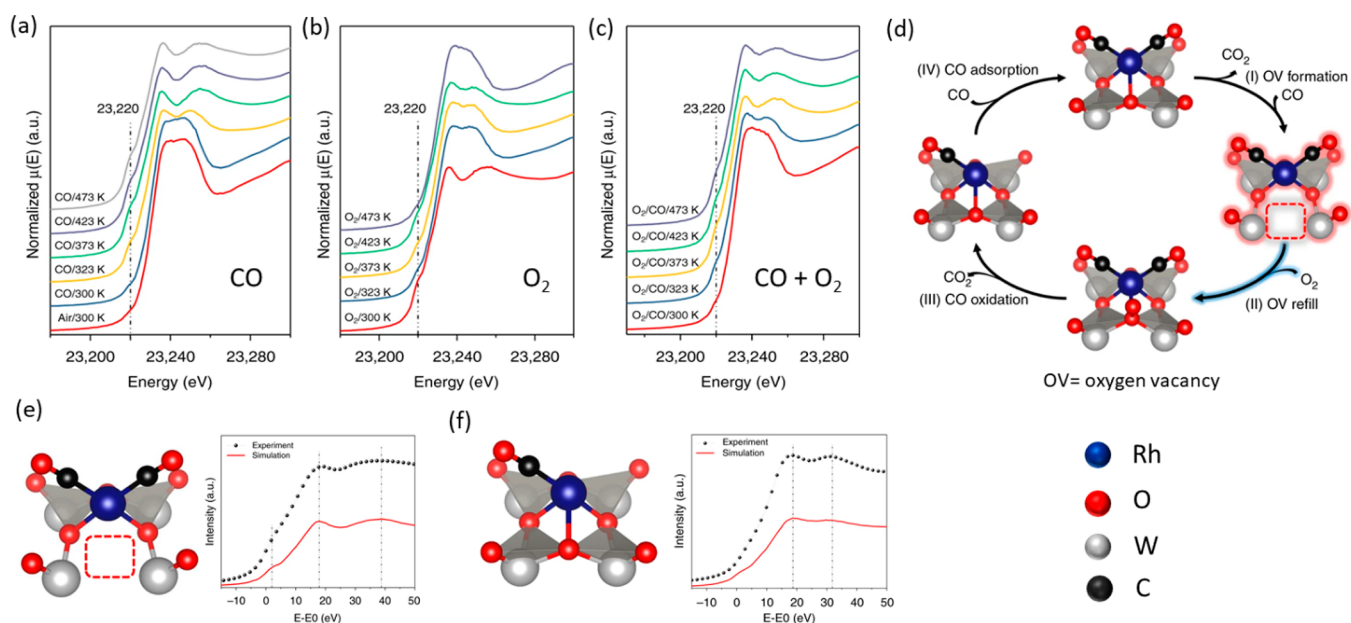 (a)
Normalized μ(E) (a.u.)
23,220
CO/473 K
CO/423 K
CO/373 K
CO/323 K
CO/300 K
Air/300 K
CO
23,200 23,240 23,280
Energy (eV)
(b)
Normalized μ(E) (a.u.)
23,220
O₂/473 K
O₂/423 K
O₂/373 K
O₂/323 K
O₂/300 K
O₂
23,200 23,240 23,280
Energy (eV)
(c)
Normalized μ(E) (a.u.)
23,220
O₂/CO/473 K
O₂/CO/423 K
O₂/CO/373 K
O₂/CO/323 K
O₂/CO/300 K
CO + O₂
23,200 23,240 23,280
Energy (eV)
(d)
(IV) CO adsorption
CO
CO₂
(I) OV formation
CO
O₂
(II) OV refill
CO₂
(III) CO oxidation
OV= oxygen vacancy
(e)
Experiment
Simulation
Intensity (a.u.)
−10 0 10 20 30 40 50
E-E0 (eV)
(f)
Experiment
Simulation
Intensity (a.u.)
−10 0 10 20 30 40 50
E-E0 (eV)
Rh
O
W
C